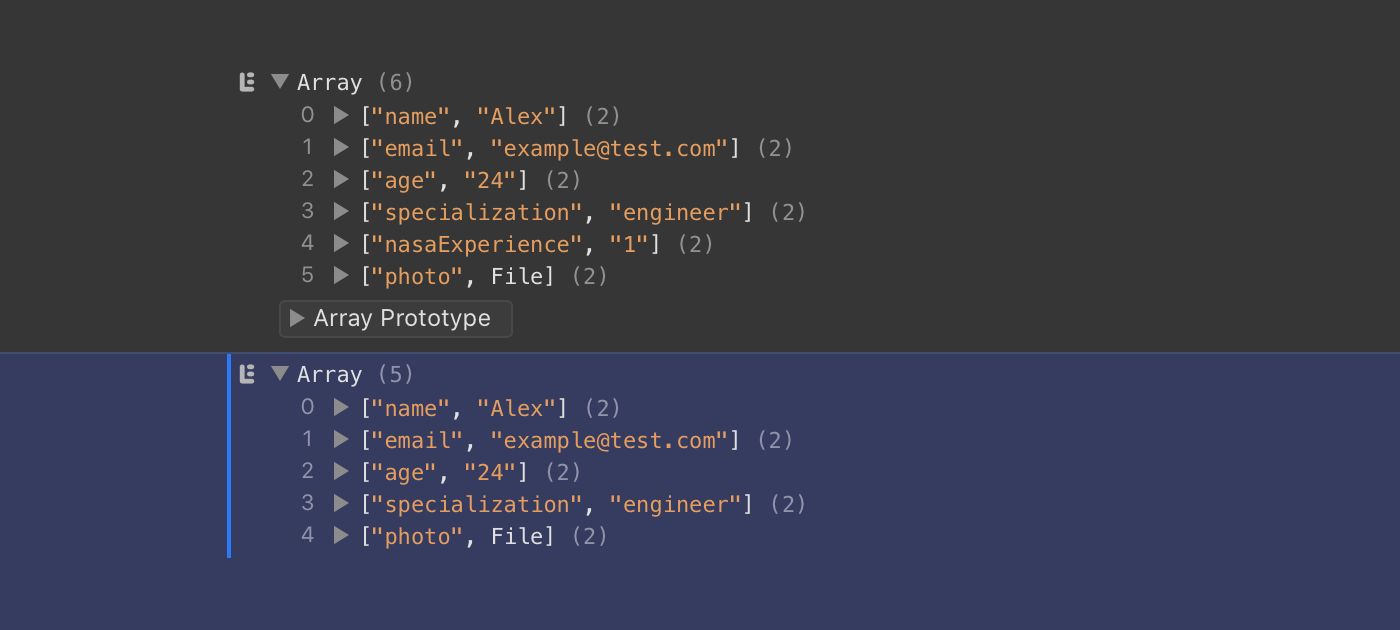 Array (6)
0 ["name", "Alex"] (2)
1 ["email", "example@test.com"] (2)
2 ["age", "24"] (2)
3 ["specialization", "engineer"] (2)
4 ["nasaExperience", "1"] (2)
5 ["photo", File] (2)
Array Prototype
Array (5)
0 ["name", "Alex"] (2)
1 ["email", "example@test.com"] (2)
2 ["age", "24"] (2)
3 ["specialization", "engineer"] (2)
4 ["photo", File] (2)